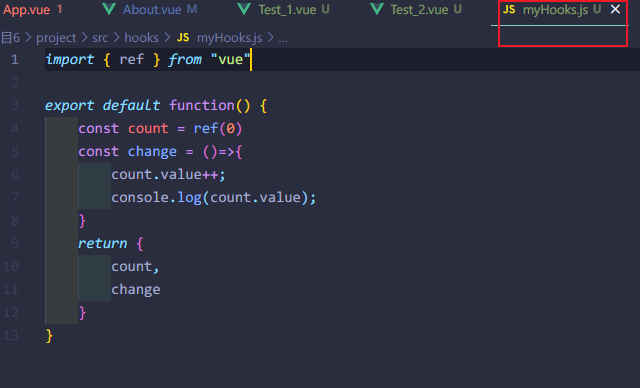 App.vue 1 About.vue M Test_1.vue U Test_2.vue U JS myHooks.js U ×
目6 > project > src > hooks > JS myHooks.js > ...
1 import { ref } from "vue"
2
3 export default function() {
4 const count = ref(0)
5 const change = ()=>{
6 count.value++;
7 console.log(count.value);
8 }
9 return {
10 count,
11 change
12 }
13 }